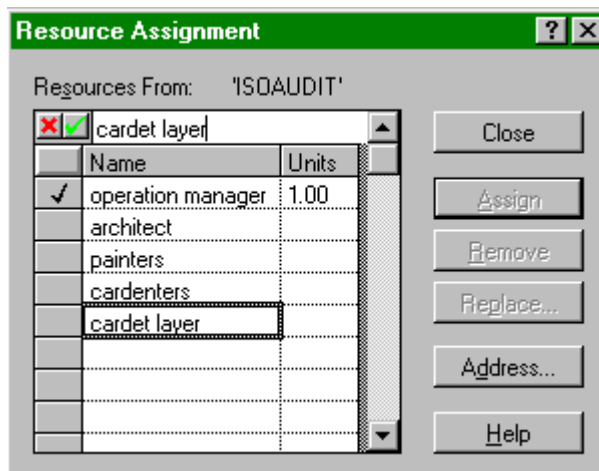 Resource Assignment
Resources From: 'ISOAUDIT'
cardet layer
Close
Name Units
operation manager 1.00
Assign
architect
painters
Remove
cardenters
Replace...
cardet layer
Address...
Help